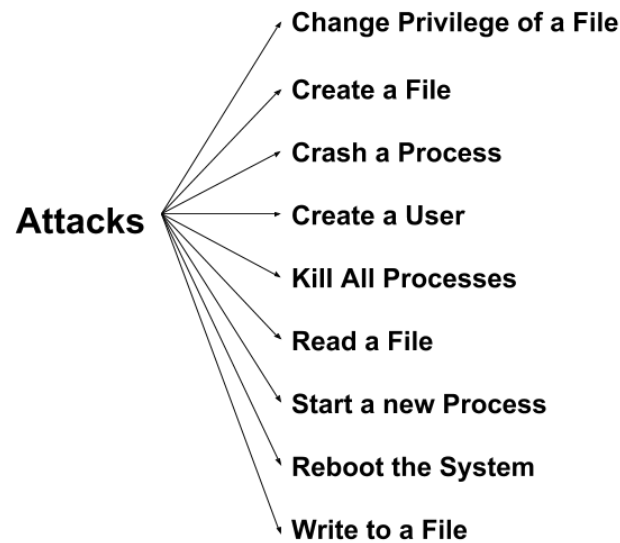 Change Privilege of a File
Create a File
Crash a Process
Attacks
Create a User
Kill All Processes
Read a File
Start a new Process
Reboot the System
Write to a File